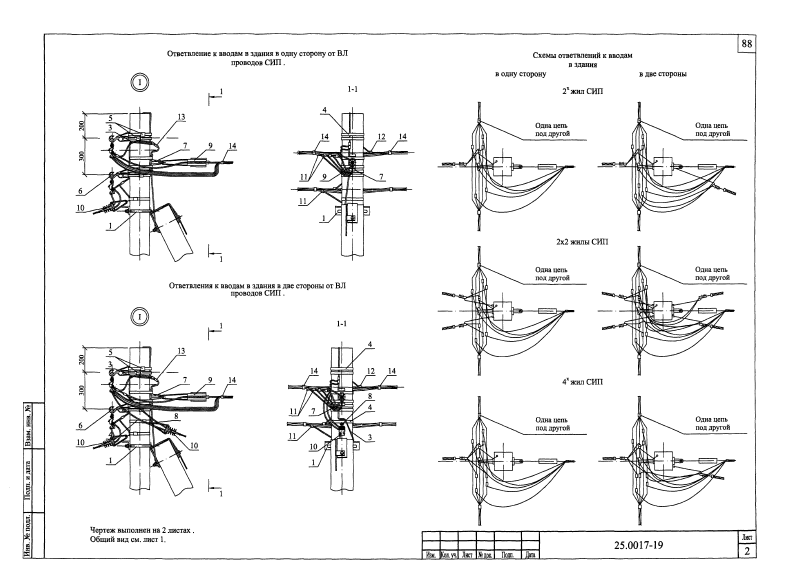 88
Ответвление к вводам в здания в одну сторону от ВЛ
проводов СИП .
I
1
1-1
5
3
13
200
300
7
9
14
6
10
1
1
4
14
12
14
11
9
7
11
1
Ответвления к вводам в здания в две стороны от ВЛ
проводов СИП .
I
1
1-1
5
3
13
200
300
7
9
14
6
8
10
10
1
1
4
14
12
14
11
7
8
4
11
10
3
1
Схемы ответвлений к вводам
в здания
в одну сторону
в две стороны
2х жил СИП
Одна цепь
под другой
Одна цепь
под другой
2х2 жилы СИП
Одна цепь
под другой
Одна цепь
под другой
4х жил СИП
Одна цепь
под другой
Одна цепь
под другой
Чертеж выполнен на 2 листах .
Общий вид см. лист 1.
Взам. инв. №
Подп. и дата
Инв. № подл.
Изм. Кол. уч. Лист № док. Подп. Дата
25.0017-19
Лист
2